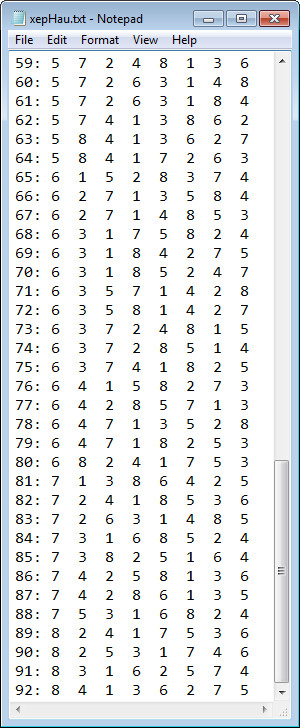 xepHau.txt - Notepad
File Edit Format View Help
59: 5 7 2 4 8 1 3 6
60: 5 7 2 6 3 1 4 8
61: 5 7 2 6 3 1 8 4
62: 5 7 4 1 3 8 6 2
63: 5 8 4 1 3 6 2 7
64: 5 8 4 1 7 2 6 3
65: 6 1 5 2 8 3 7 4
66: 6 2 7 1 3 5 8 4
67: 6 2 7 1 4 8 5 3
68: 6 3 1 7 5 8 2 4
69: 6 3 1 8 4 2 7 5
70: 6 3 1 8 5 2 4 7
71: 6 3 5 7 1 4 2 8
72: 6 3 5 8 1 4 2 7
73: 6 3 7 2 4 8 1 5
74: 6 3 7 2 8 5 1 4
75: 6 3 7 4 1 8 2 5
76: 6 4 1 5 8 2 7 3
77: 6 4 2 8 5 7 1 3
78: 6 4 7 1 3 5 2 8
79: 6 4 7 1 8 2 5 3
80: 6 8 2 4 1 7 5 3
81: 7 1 3 8 6 4 2 5
82: 7 2 4 1 8 5 3 6
83: 7 2 6 3 1 4 8 5
84: 7 3 1 6 8 5 2 4
85: 7 3 8 2 5 1 6 4
86: 7 4 2 5 8 1 3 6
87: 7 4 2 8 6 1 3 5
88: 7 5 3 1 6 8 2 4
89: 8 2 4 1 7 5 3 6
90: 8 2 5 3 1 7 4 6
91: 8 3 1 6 2 5 7 4
92: 8 4 1 3 6 2 7 5